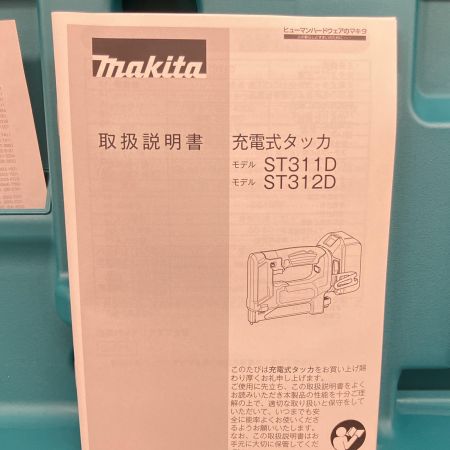 ヒューマンハードウェアのマキタ
makita
取扱説明書
充電式タッカ
モデル ST311D
モデル ST312D
このたびは充電式タッカをお買い上げ賜
わり厚くお礼申し上げます。
ご使用に先立ち、この取扱説明書をよく
お読みいただき本製品の性能を十分ご理
解の上で、適切な取り扱いと保守をして
いただいて、いつまでも安
全に能率よくお使いくださ
るようお願いいたします。
なお、この取扱説明書はお
手元に大切に保管してくだ